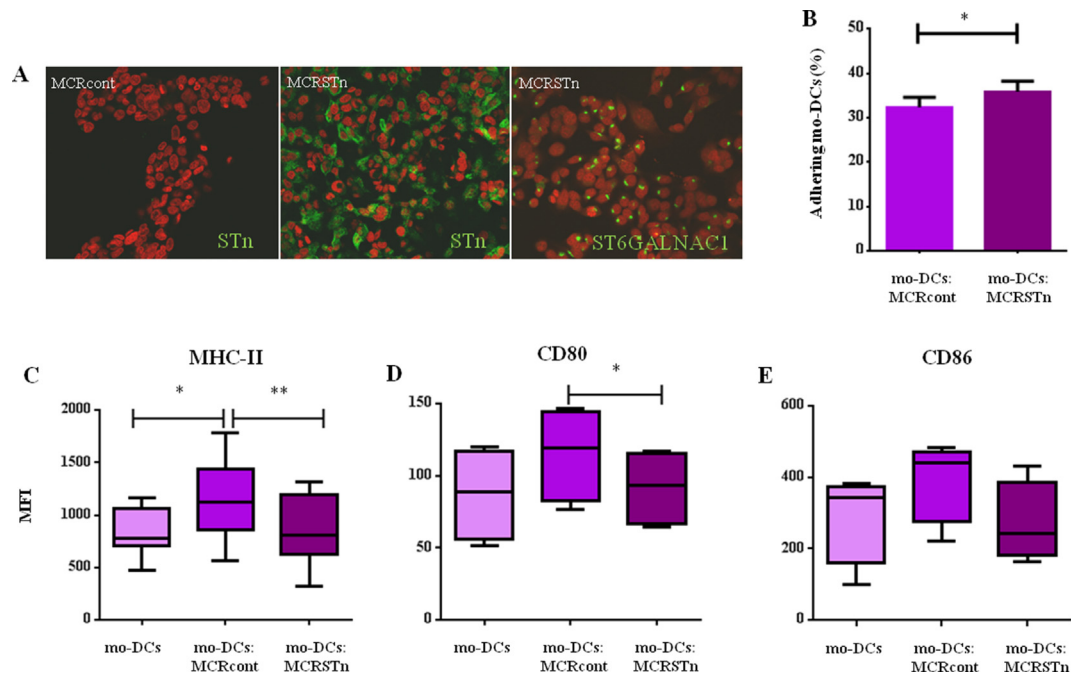 A
MCRcont
STn
MCRSTn
STn
MCRSTn
ST6GALNAC1
B
*
Adhering mo-DCs (%)
50
40
30
20
10
0
mo-DCs:
MCRcont
mo-DCs:
MCRSTn
C
MHC-II
*
**
MFI
2000
1500
1000
500
0
mo-DCs
mo-DCs:
MCRcont
mo-DCs:
MCRSTn
D
CD80
*
150
100
50
0
mo-DCs
mo-DCs:
MCRcont
mo-DCs:
MCRSTn
E
CD86
600
400
200
0
mo-DCs
mo-DCs:
MCRcont
mo-DCs:
MCRSTn